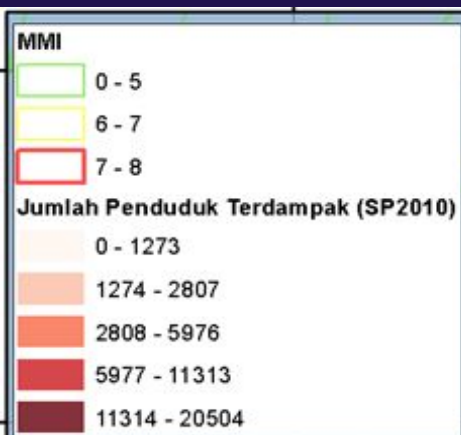 MMI
0 - 5
6 - 7
7 - 8
Jumlah Penduduk Terdampak (SP2010)
0 - 1273
1274 - 2807
2808 - 5976
5977 - 11313
11314 - 20504